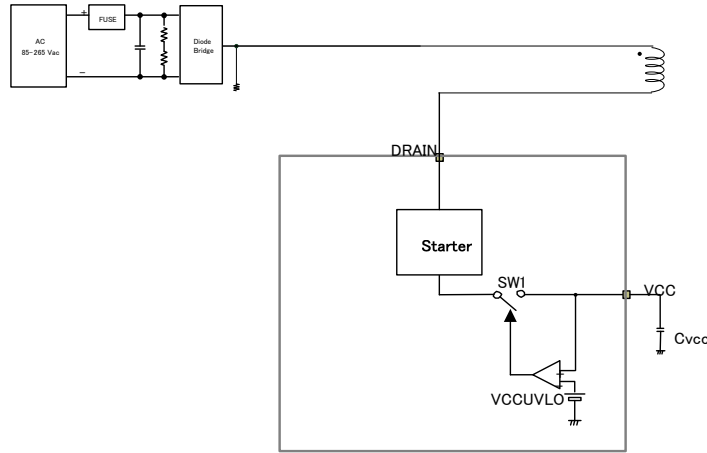 AC
85-265 Vac
+
FUSE
−
Diode
Bridge
DRAIN
Starter
SW1
VCC
Cvcc
+
VCCUVLO